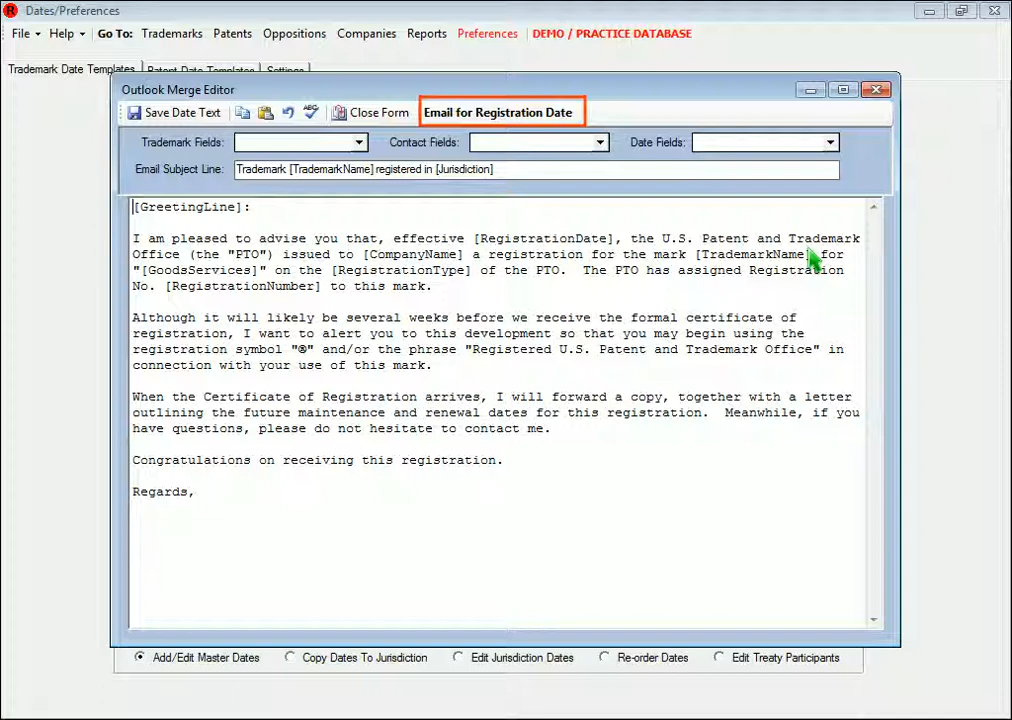 R Dates/Preferences
File Help Go To: Trademarks Patents Oppositions Companies Reports Preferences DEMO / PRACTICE DATABASE
Trademark Date Templates Patent Date Templates Settings
Outlook Merge Editor
Save Date Text ABC Close Form Email for Registration Date
Trademark Fields: Contact Fields: Date Fields:
Email Subject Line: Trademark [TrademarkName] registered in [Jurisdiction]
[GreetingLine]:
I am pleased to advise you that, effective [RegistrationDate], the U.S. Patent and Trademark
Office (the "PTO") issued to [CompanyName] a registration for the mark [TrademarkName] for
"[GoodsServices]" on the [RegistrationType] of the PTO. The PTO has assigned Registration
No. [RegistrationNumber] to this mark.
Although it will likely be several weeks before we receive the formal certificate of
registration, I want to alert you to this development so that you may begin using the
registration symbol "®" and/or the phrase "Registered U.S. Patent and Trademark Office" in
connection with your use of this mark.
When the Certificate of Registration arrives, I will forward a copy, together with a letter
outlining the future maintenance and renewal dates for this registration. Meanwhile, if you
have questions, please do not hesitate to contact me.
Congratulations on receiving this registration.
Regards,
Add/Edit Master Dates Copy Dates To Jurisdiction Edit Jurisdiction Dates Re-order Dates Edit Treaty Participants